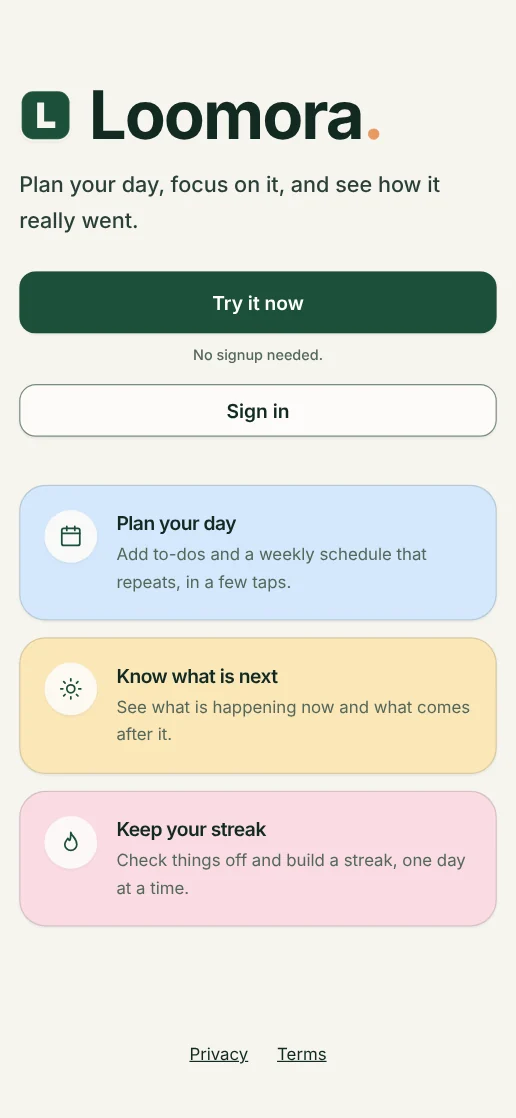 L Loomora.
Plan your day, focus on it, and see how it
really went.
Try it now
No signup needed.
Sign in
Plan your day
Add to-dos and a weekly schedule that
repeats, in a few taps.
Know what is next
See what is happening now and what comes
after it.
Keep your streak
Check things off and build a streak, one day
at a time.
Privacy Terms